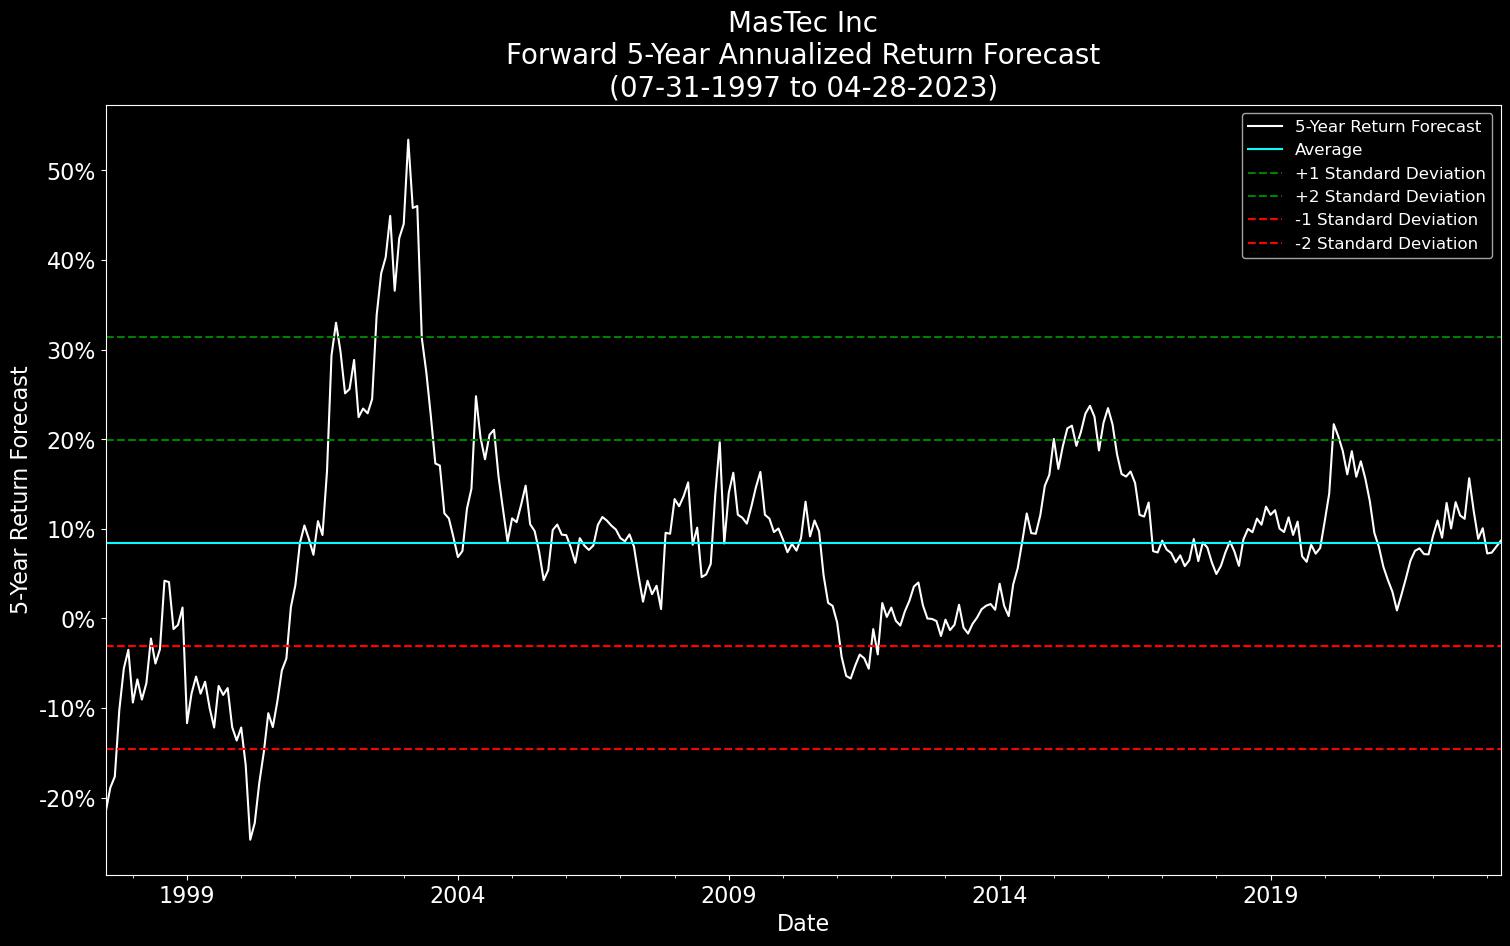 MasTec Inc
Forward 5-Year Annualized Return Forecast
(07-31-1997 to 04-28-2023)
5-Year Return Forecast
Average
+1 Standard Deviation
+2 Standard Deviation
-1 Standard Deviation
-2 Standard Deviation
5-Year Return Forecast
50%
40%
30%
20%
10%
0%
-10%
-20%
1999
2004
2009
2014
2019
Date